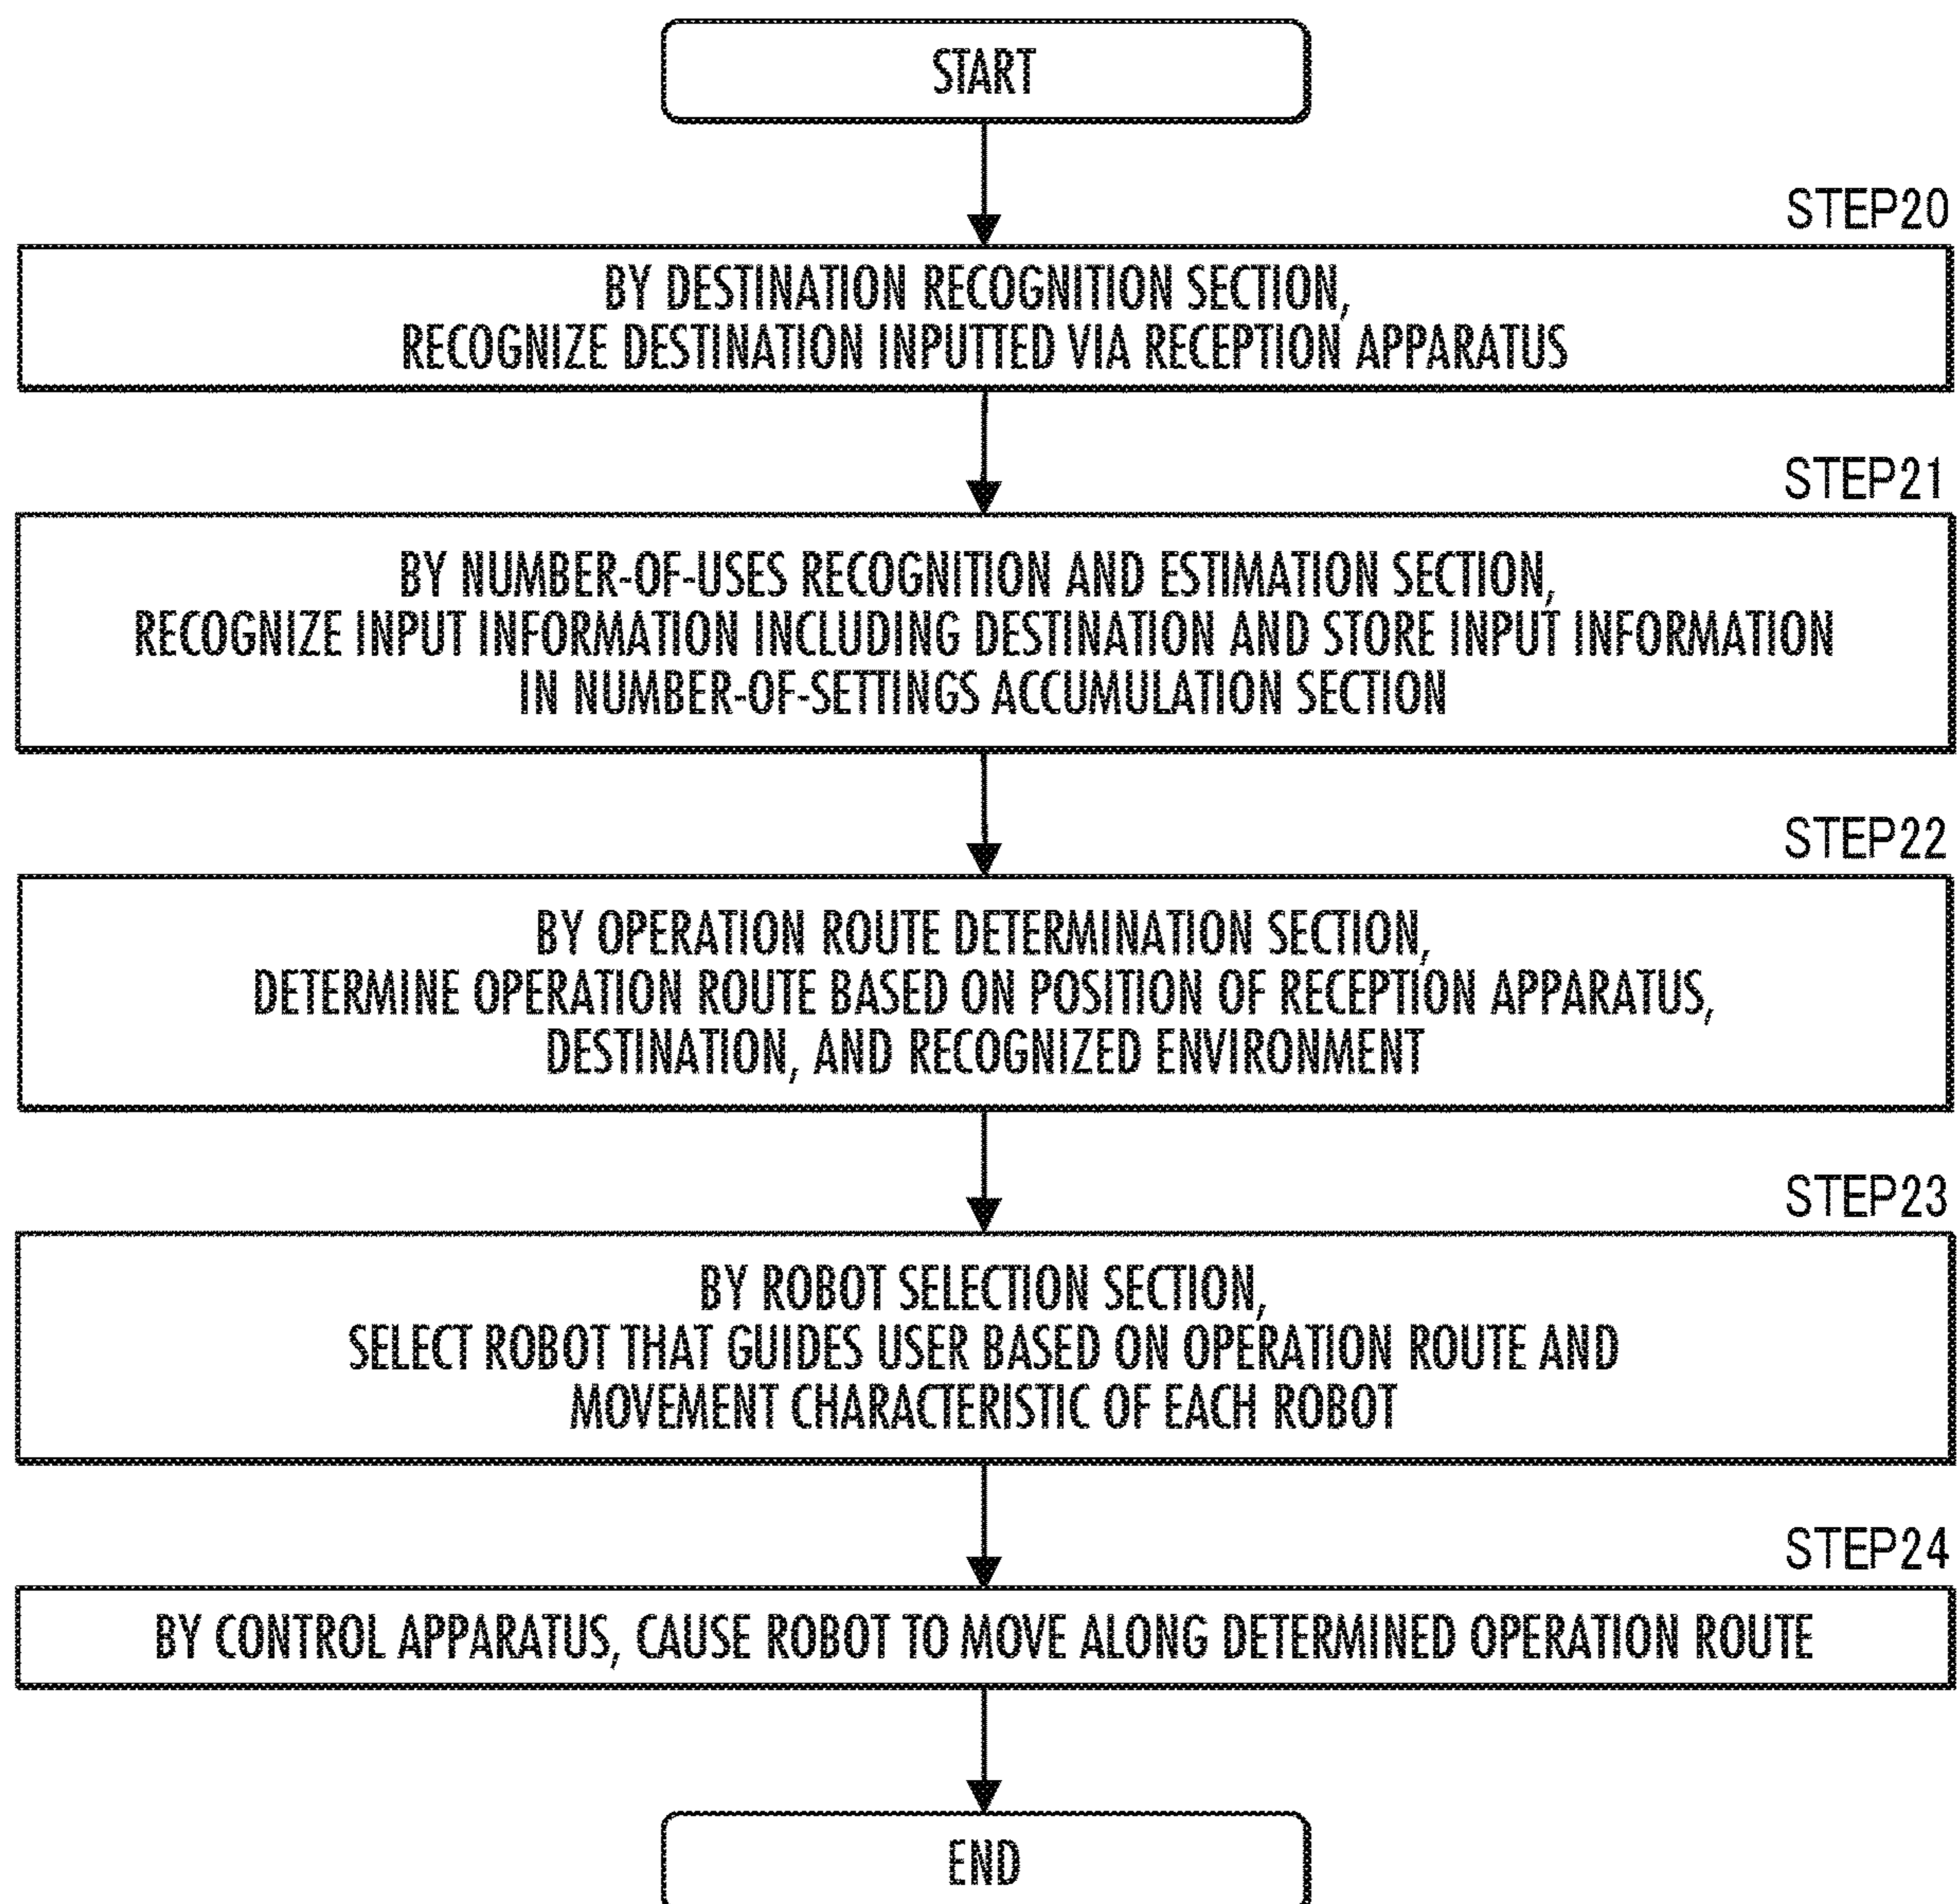 START
STEP20
BY DESTINATION RECOGNITION SECTION,
RECOGNIZE DESTINATION INPUTTED VIA RECEPTION APPARATUS
STEP21
BY NUMBER-OF-USES RECOGNITION AND ESTIMATION SECTION,
RECOGNIZE INPUT INFORMATION INCLUDING DESTINATION AND STORE INPUT INFORMATION
IN NUMBER-OF-SETTINGS ACCUMULATION SECTION
STEP22
BY OPERATION ROUTE DETERMINATION SECTION,
DETERMINE OPERATION ROUTE BASED ON POSITION OF RECEPTION APPARATUS,
DESTINATION, AND RECOGNIZED ENVIRONMENT
STEP23
BY ROBOT SELECTION SECTION,
SELECT ROBOT THAT GUIDES USER BASED ON OPERATION ROUTE AND
MOVEMENT CHARACTERISTIC OF EACH ROBOT
STEP24
BY CONTROL APPARATUS, CAUSE ROBOT TO MOVE ALONG DETERMINED OPERATION ROUTE
END